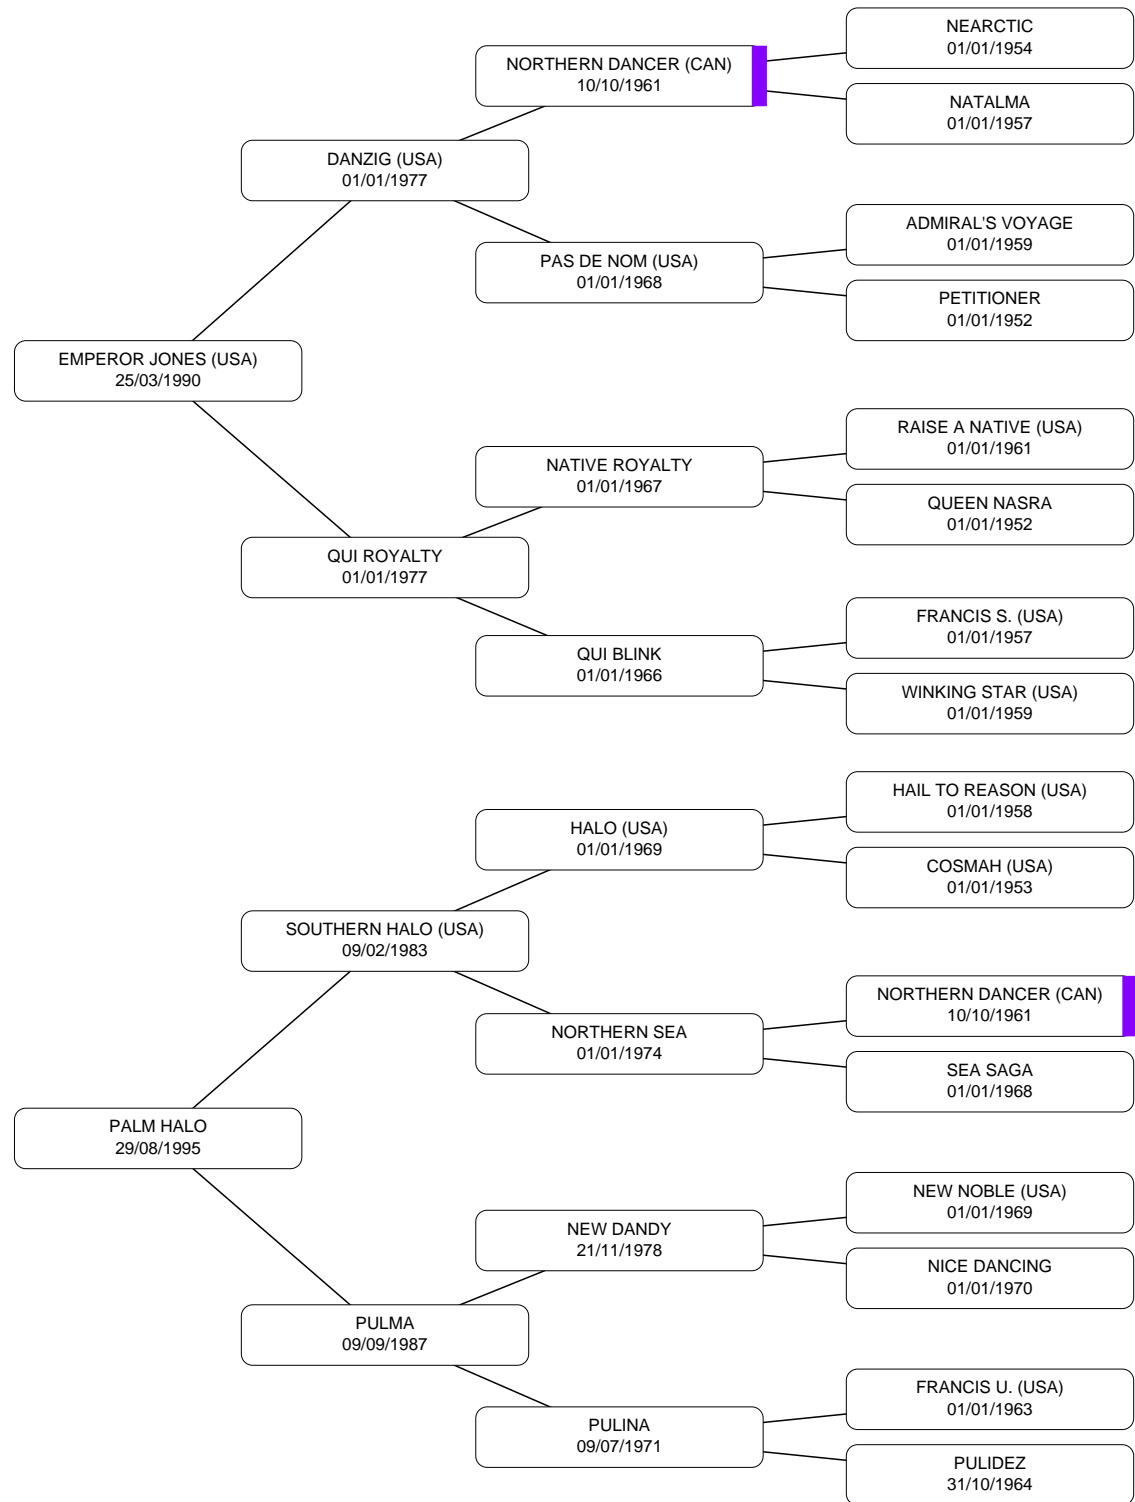 NEARCTIC
01/01/1954
NORTHERN DANCER (CAN)
10/10/1961
NATALMA
01/01/1957
DANZIG (USA)
01/01/1977
ADMIRAL'S VOYAGE
01/01/1959
PAS DE NOM (USA)
01/01/1968
PETITIONER
01/01/1952
EMPEROR JONES (USA)
25/03/1990
RAISE A NATIVE (USA)
01/01/1961
NATIVE ROYALTY
01/01/1967
QUEEN NASRA
01/01/1952
QUI ROYALTY
01/01/1977
FRANCIS S. (USA)
01/01/1957
QUI BLINK
01/01/1966
WINKING STAR (USA)
01/01/1959
HAIL TO REASON (USA)
01/01/1958
HALO (USA)
01/01/1969
COSMAH (USA)
01/01/1953
SOUTHERN HALO (USA)
09/02/1983
NORTHERN DANCER (CAN)
10/10/1961
NORTHERN SEA
01/01/1974
SEA SAGA
01/01/1968
PALM HALO
29/08/1995
NEW NOBLE (USA)
01/01/1969
NEW DANDY
21/11/1978
NICE DANCING
01/01/1970
PULMA
09/09/1987
FRANCIS U. (USA)
01/01/1963
PULINA
09/07/1971
PULIDEZ
31/10/1964